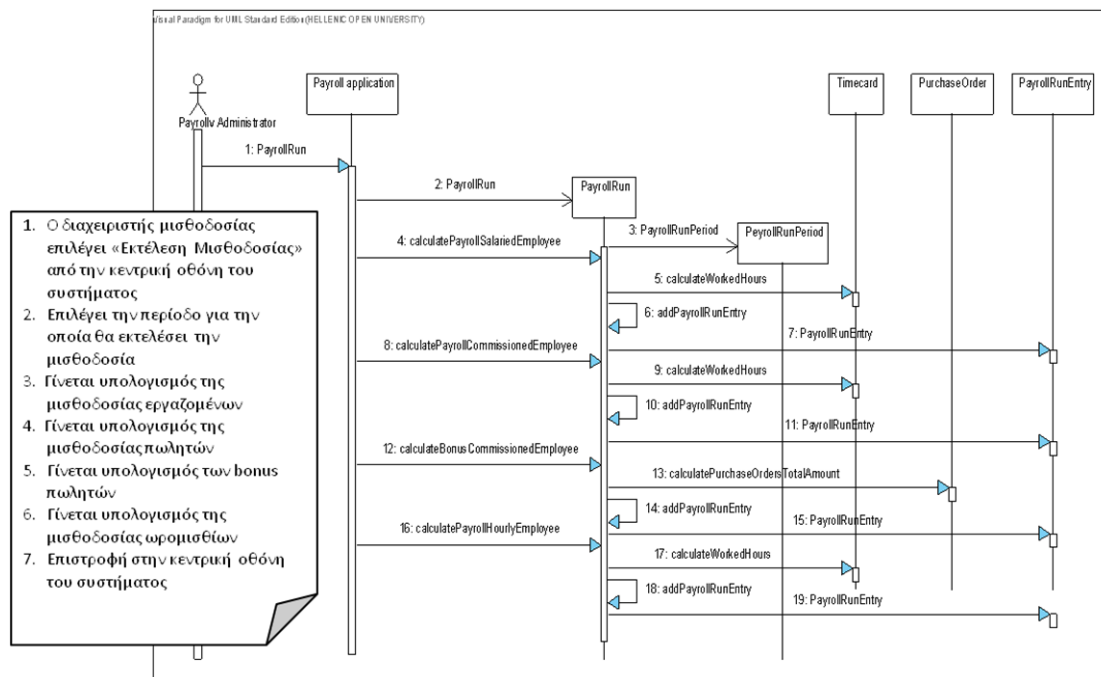 Visual Paradigm for UML Standard Edition(HELLENIC OPEN UNIVERSITY)
Payroll application
Timecard
PurchaseOrder
PayrollRunEntry
Payrollv Administrator
1: PayrollRun
2: PayrollRun
PayrollRun
3: PayrollRunPeriod
PeyrollRunPeriod
4: calculatePayrollSalariedEmployee
5: calculateWorkedHours
6: addPayrollRunEntry
7: PayrollRunEntry
8: calculatePayrollCommissionedEmployee
9: calculateWorkedHours
10: addPayrollRunEntry
11: PayrollRunEntry
12: calculateBonusCommissionedEmployee
13: calculatePurchaseOrdersTotalAmount
14: addPayrollRunEntry
15: PayrollRunEntry
16: calculatePayrollHourlyEmployee
17: calculateWorkedHours
18: addPayrollRunEntry
19: PayrollRunEntry
1. Ο διαχειριστής μισθοδοσίας
επιλέγει «Εκτέλεση Μισθοδοσίας»
από την κεντρική οθόνη του
συστήματος
2. Επιλέγει την περίοδο για την
οποία θα εκτελέσει την
μισθοδοσία
3. Γίνεται υπολογισμός της
μισθοδοσίας εργαζομένων
4. Γίνεται υπολογισμός της
μισθοδοσίας πωλητών
5. Γίνεται υπολογισμός των bonus
πωλητών
6. Γίνεται υπολογισμός της
μισθοδοσίας ωρομισθίων
7. Επιστροφή στην κεντρική οθόνη
του συστήματος